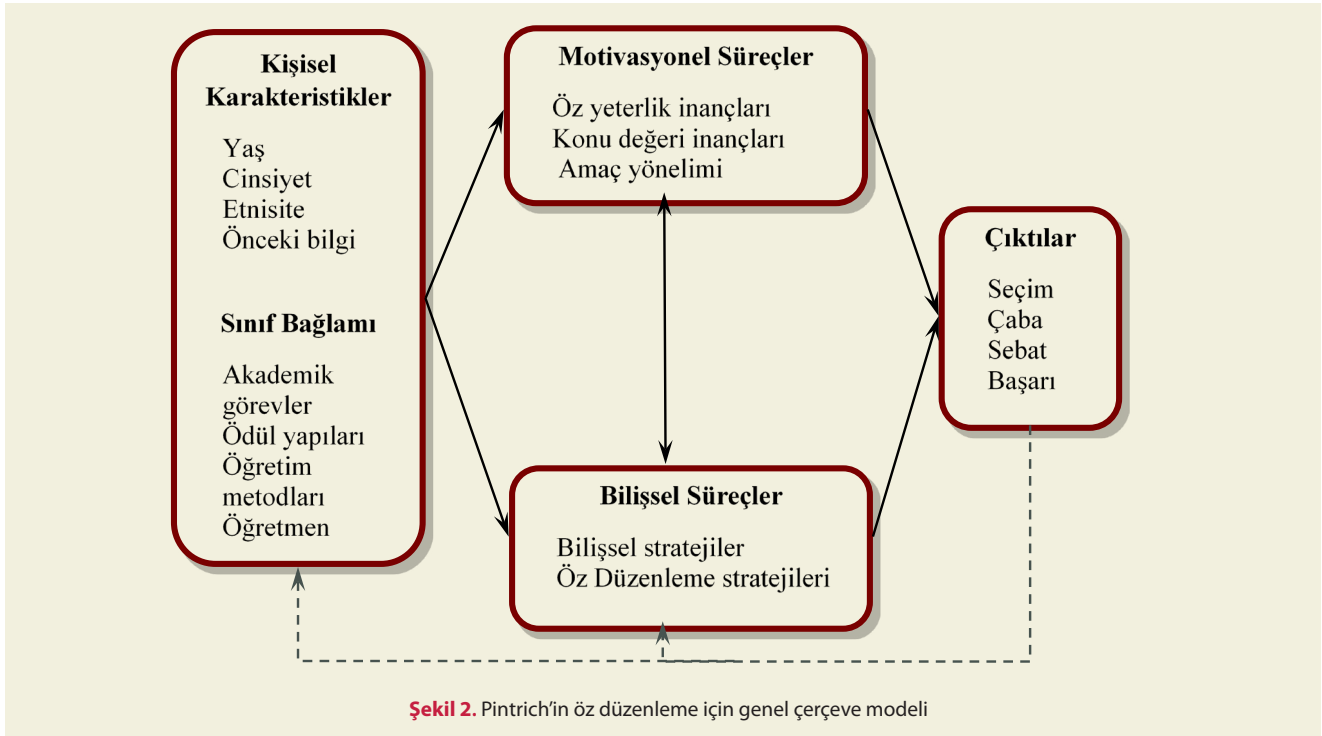 Kişisel
Karakteristikler
Yaş
Cinsiyet
Etnisite
Önceki bilgi
Sınıf Bağlamı
Akademik
görevler
Ödül yapıları
Öğretim
metodları
Öğretmen
Motivasyonel Süreçler
Öz yeterlik inançları
Konu değeri inançları
Amaç yönelimi
Bilişsel Süreçler
Bilişsel stratejiler
Öz Düzenleme stratejileri
Çıktılar
Seçim
Çaba
Sebat
Başarı
Şekil 2. Pintrich’in öz düzenleme için genel çerçeve modeli